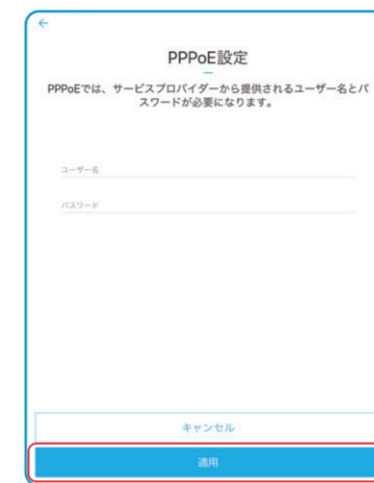 ←
PPPoE設定
PPPoEでは、サービスプロバイダーから提供されるユーザー名とパ
スワードが必要になります。
ユーザー名
パスワード
キャンセル
適用